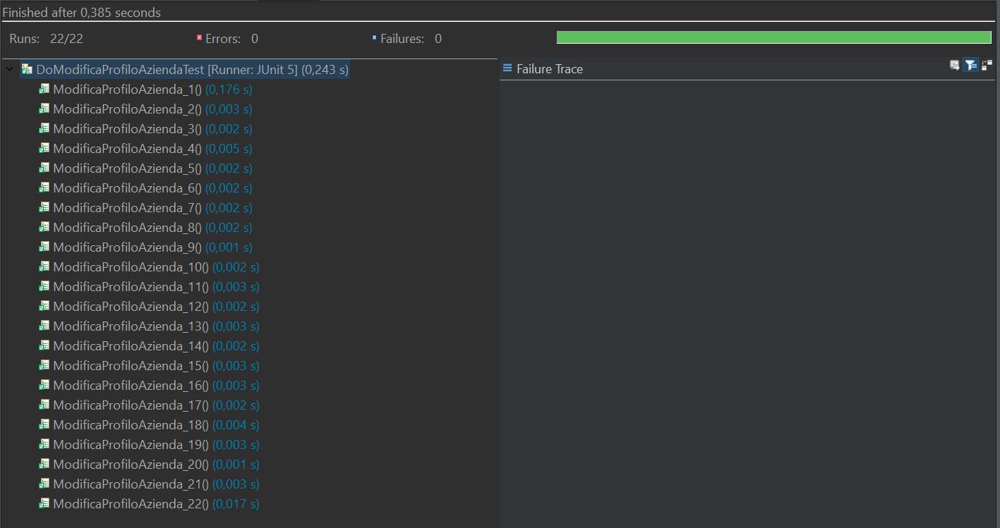 Finished after 0,385 seconds
Runs: 22/22 Errors: 0 Failures: 0
DoModificaProfiloAziendaTest [Runner: JUnit 5] (0,243 s)
Failure Trace
ModificaProfiloAzienda_1() (0,176 s)
ModificaProfiloAzienda_2() (0,003 s)
ModificaProfiloAzienda_3() (0,002 s)
ModificaProfiloAzienda_4() (0,005 s)
ModificaProfiloAzienda_5() (0,002 s)
ModificaProfiloAzienda_6() (0,002 s)
ModificaProfiloAzienda_7() (0,002 s)
ModificaProfiloAzienda_8() (0,002 s)
ModificaProfiloAzienda_9() (0,001 s)
ModificaProfiloAzienda_10() (0,002 s)
ModificaProfiloAzienda_11() (0,003 s)
ModificaProfiloAzienda_12() (0,002 s)
ModificaProfiloAzienda_13() (0,003 s)
ModificaProfiloAzienda_14() (0,002 s)
ModificaProfiloAzienda_15() (0,003 s)
ModificaProfiloAzienda_16() (0,003 s)
ModificaProfiloAzienda_17() (0,002 s)
ModificaProfiloAzienda_18() (0,004 s)
ModificaProfiloAzienda_19() (0,003 s)
ModificaProfiloAzienda_20() (0,001 s)
ModificaProfiloAzienda_21() (0,003 s)
ModificaProfiloAzienda_22() (0,017 s)